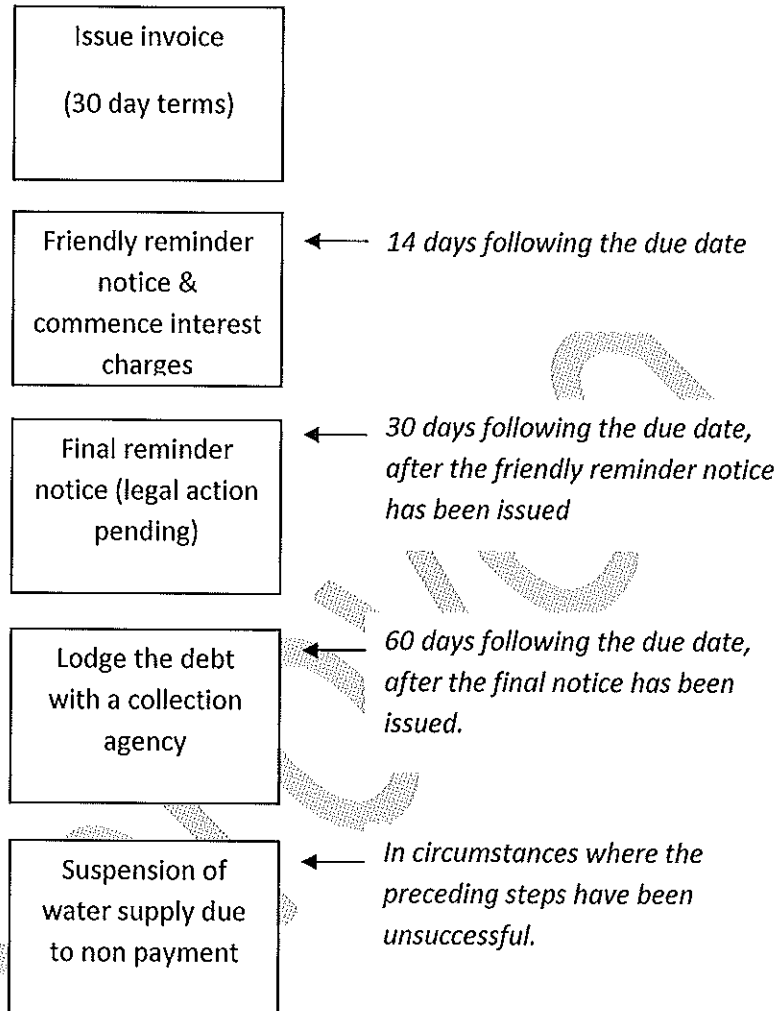 Issue invoice
(30 day terms)
Friendly reminder
notice &
commence interest
charges
14 days following the due date
Final reminder
notice (legal action
pending)
30 days following the due date,
after the friendly reminder notice
has been issued
Lodge the debt
with a collection
agency
60 days following the due date,
after the final notice has been
issued.
Suspension of
water supply due
to non payment
In circumstances where the
preceding steps have been
unsuccessful.